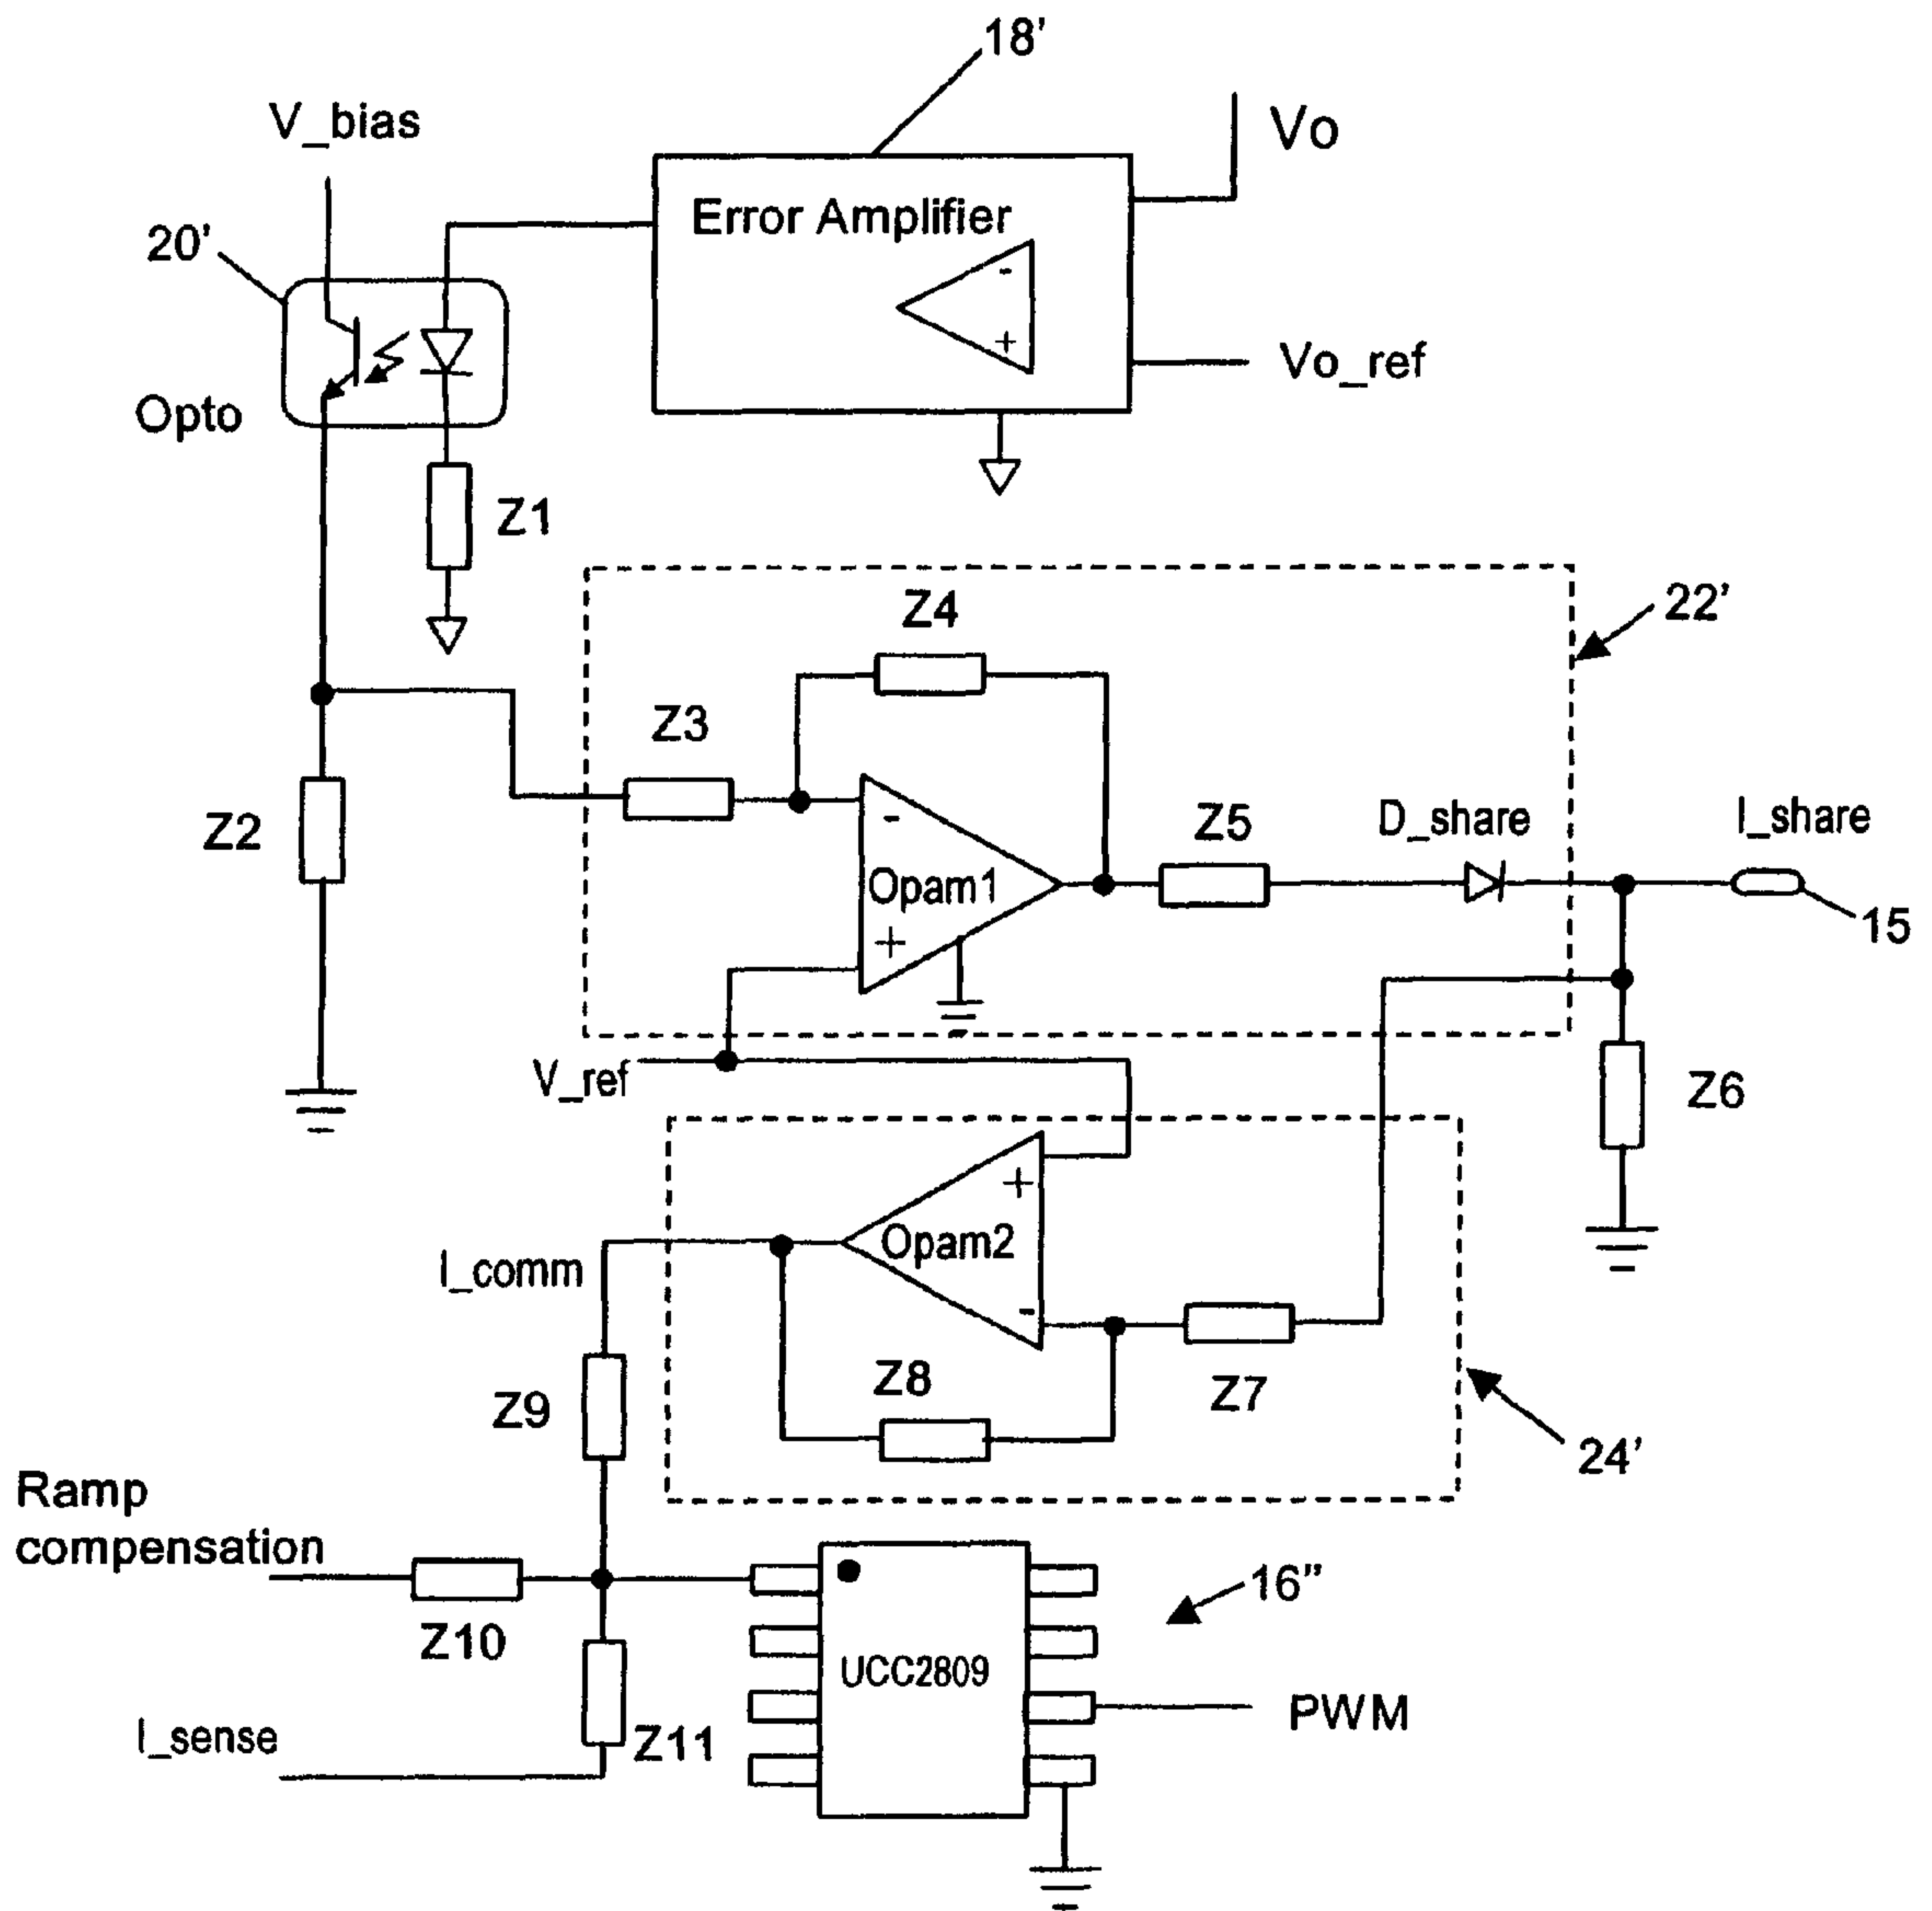 18'
V_bias
Vo
Error Amplifier
-
+
20'
Vo_ref
Opto
Z1
22'
Z4
Z3
Z2
-
Opam1
+
Z5
D_share
I_share
15
V_ref
Z6
+
Opam2
-
I_comm
Z8
Z7
Z9
24'
Ramp
compensation
Z10
16"
UCC2809
PWM
I_sense
Z11